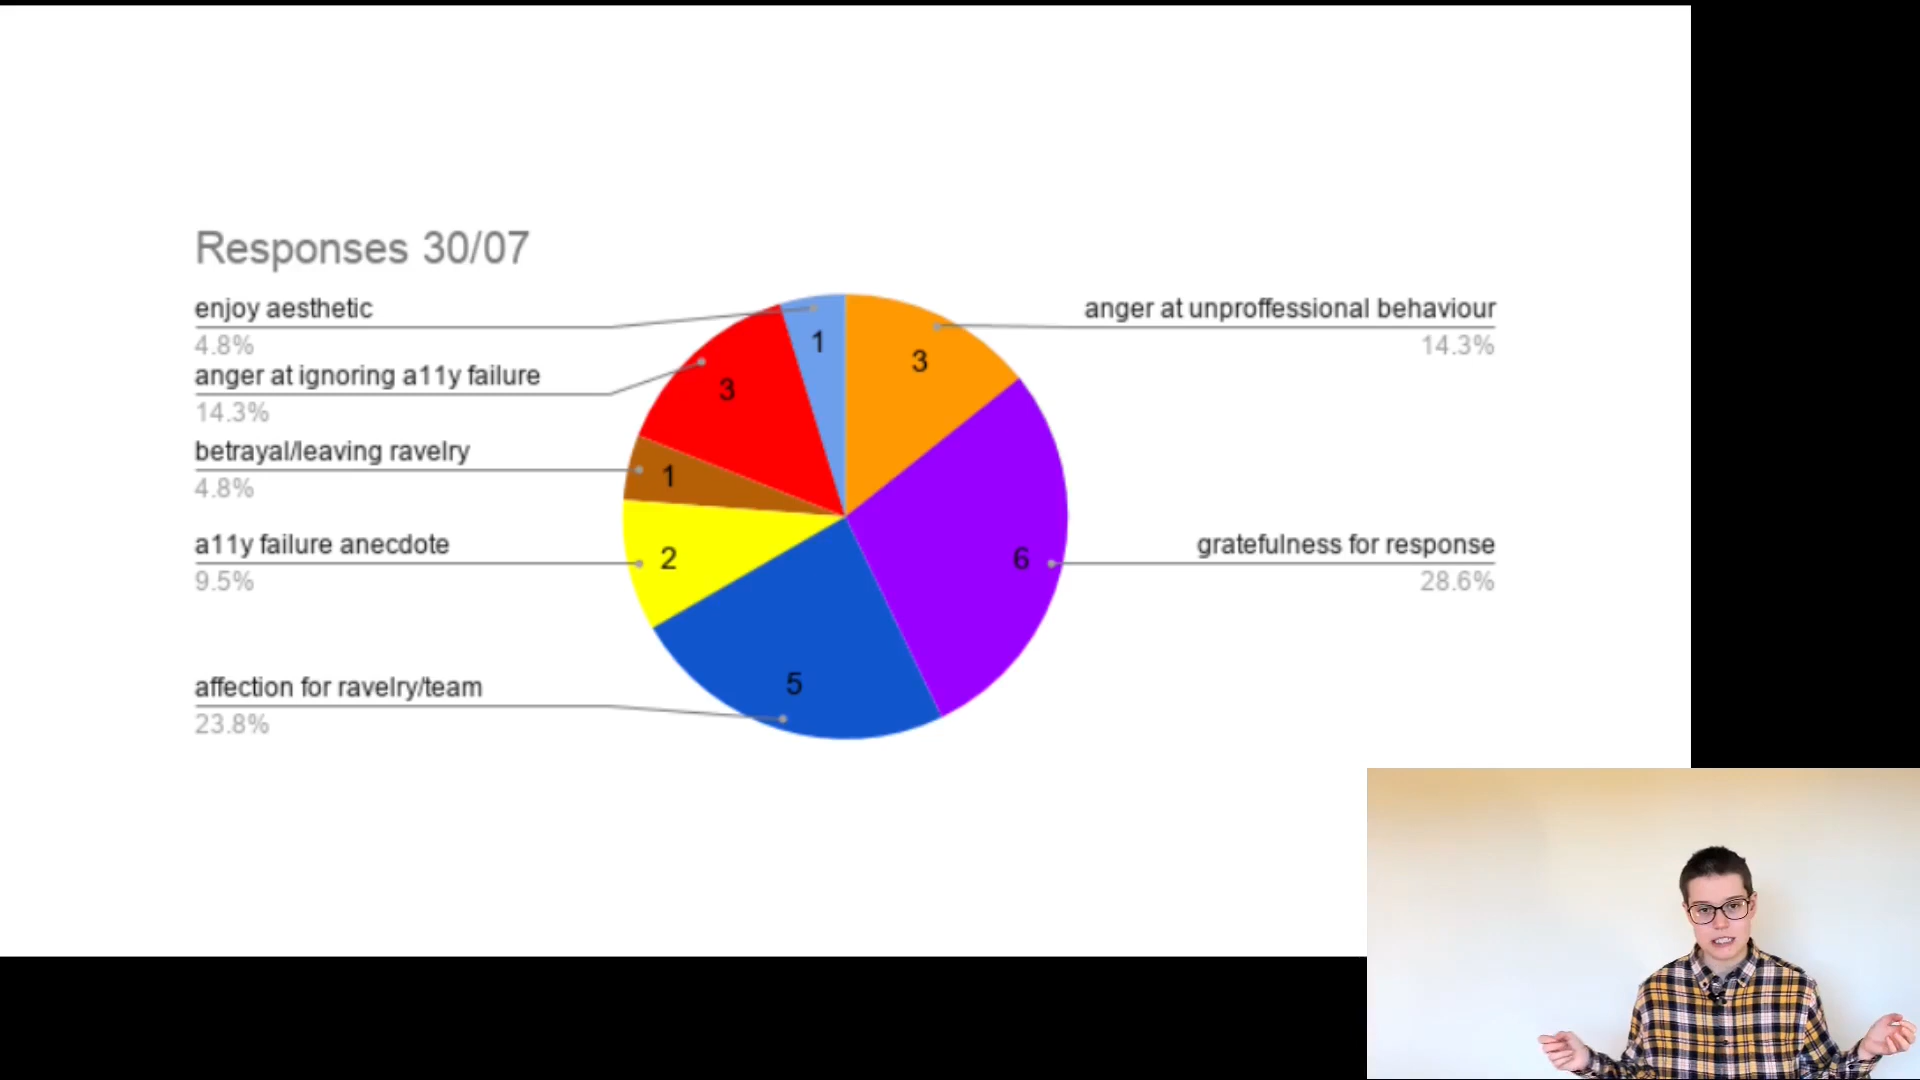 Responses 30/07
enjoy aesthetic
4.8%
anger at ignoring a11y failure
14.3%
betrayal/leaving ravelry
4.8%
a11y failure anecdote
9.5%
affection for ravelry/team
23.8%
1
3
3
1
2
6
5
anger at unproffessional behaviour
14.3%
gratefulness for response
28.6%